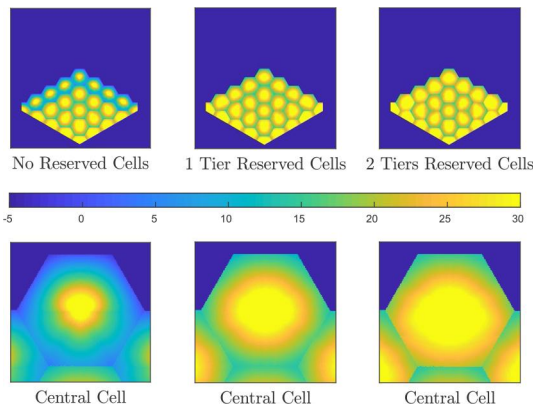 No Reserved Cells 1 Tier Reserved Cells 2 Tiers Reserved Cells
-5 0 5 10 15 20 25 30
Central Cell Central Cell Central Cell